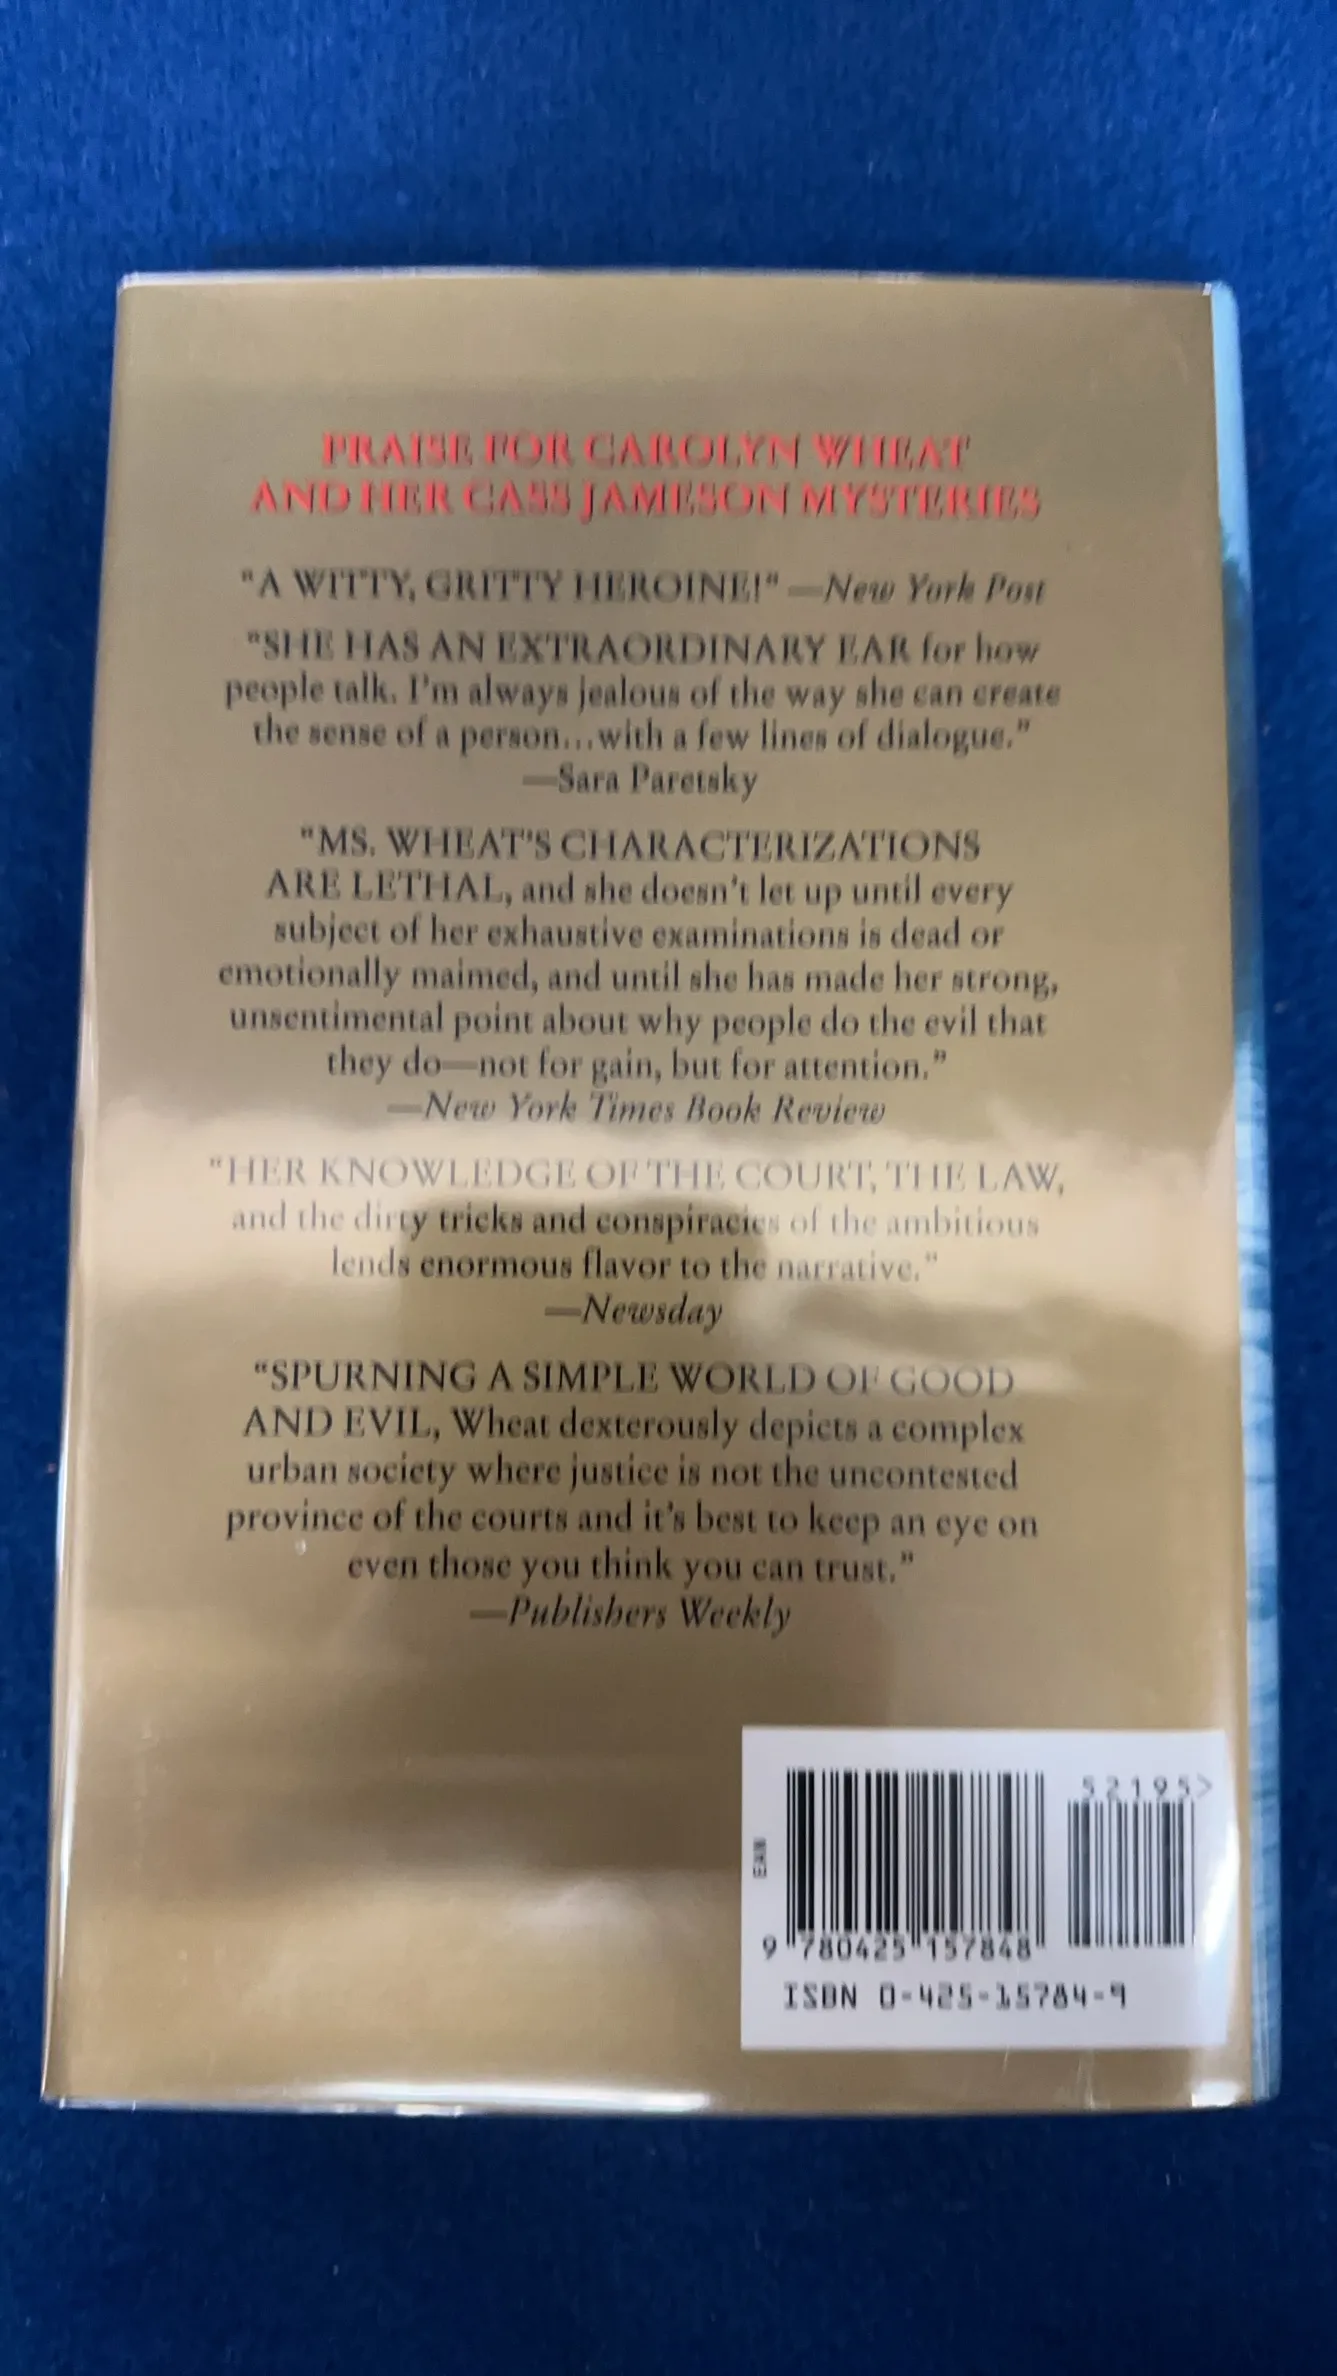 PRAISE FOR CAROLYN WHEAT
AND HER CASS JAMESON MYSTERIES
"A WITTY, GRITTY HEROINE!" —New York Post
"SHE HAS AN EXTRAORDINARY EAR for how
people talk. I'm always jealous of the way she can create
the sense of a person...with a few lines of dialogue."
—Sara Paretsky
"MS. WHEAT'S CHARACTERIZATIONS
ARE LETHAL, and she doesn't let up until every
subject of her exhaustive examinations is dead or
emotionally maimed, and until she has made her strong,
unsentimental point about why people do the evil that
they do—not for gain, but for attention."
—New York Times Book Review
"HER KNOWLEDGE OF THE COURT, THE LAW,
and the dirty tricks and conspiracies of the ambitious
lends enormous flavor to the narrative."
—Newsday
"SPURNING A SIMPLE WORLD OF GOOD
AND EVIL, Wheat dexterously depicts a complex
urban society where justice is not the uncontested
province of the courts and it's best to keep an eye on
even those you think you can trust."
—Publishers Weekly
52195>
EAN
9 780425 157848
ISBN 0-425-15784-9